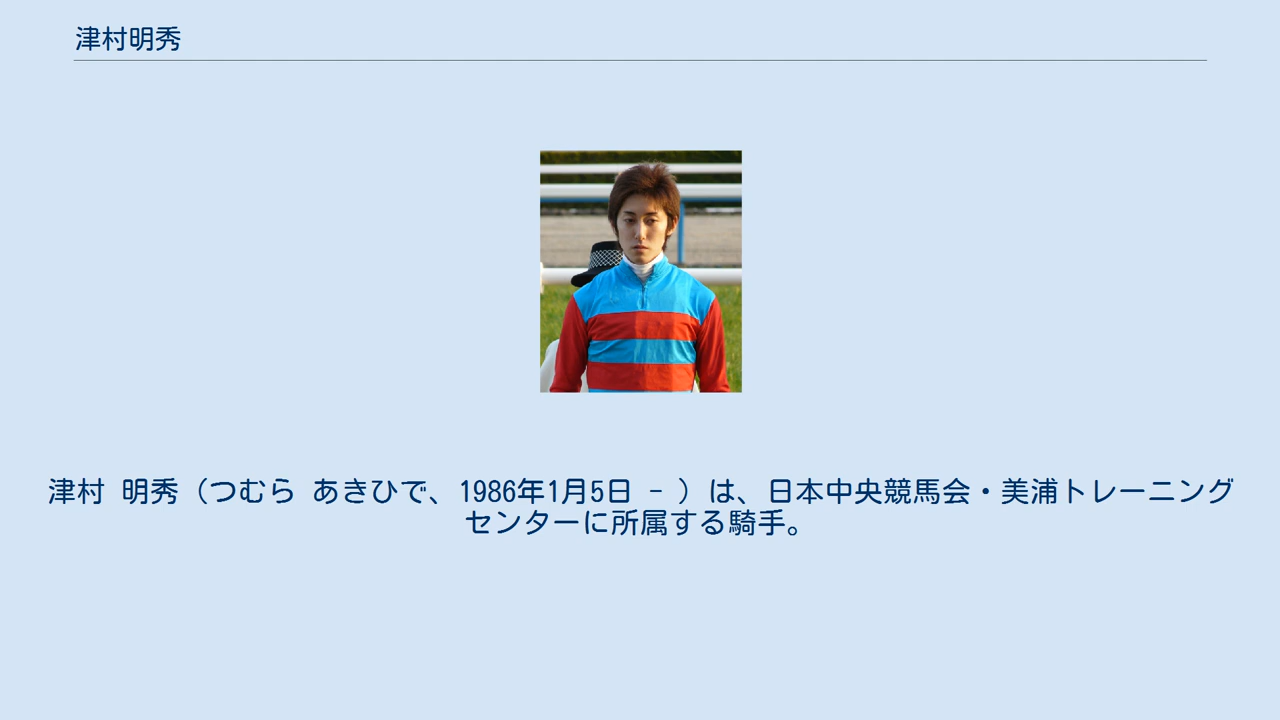 津村明秀
津村 明秀（つむら あきひで、1986年1月5日 - ）は、日本中央競馬会・美浦トレーニング
センターに所属する騎手。